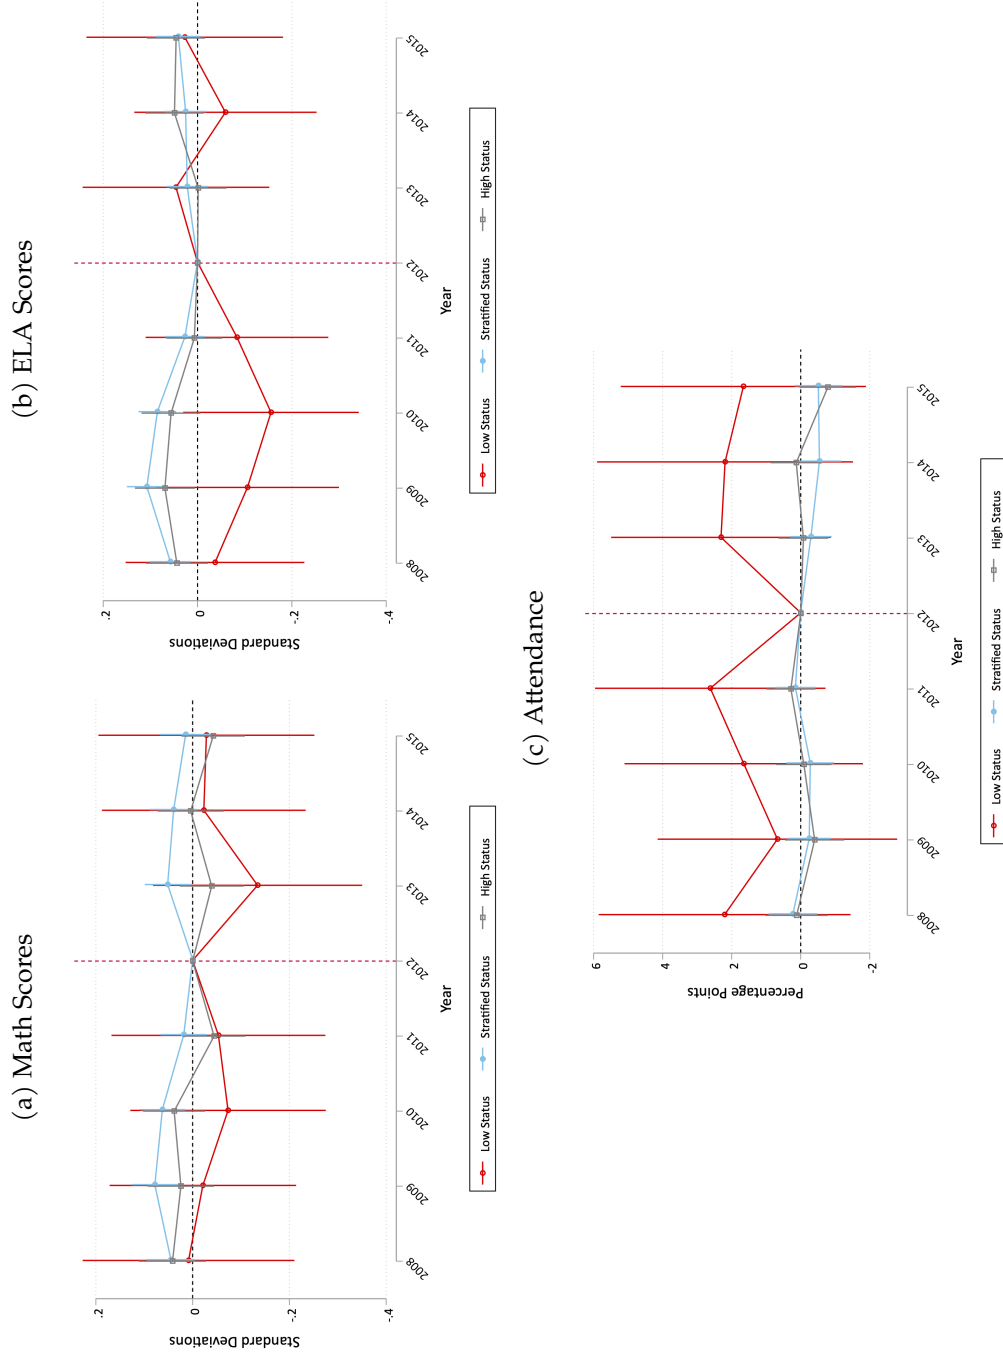 (a) Math Scores
Standard Deviations
.2
0
-.2
-.4
2008 2009 2010 2011 2012 2013 2014 2015
Year
Low Status Stratified Status High Status
(b) ELA Scores
Standard Deviations
.2
0
-.2
-.4
2008 2009 2010 2011 2012 2013 2014 2015
Year
Low Status Stratified Status High Status
(c) Attendance
Percentage Points
6
4
2
0
-2
2008 2009 2010 2011 2012 2013 2014 2015
Year
Low Status Stratified Status High Status